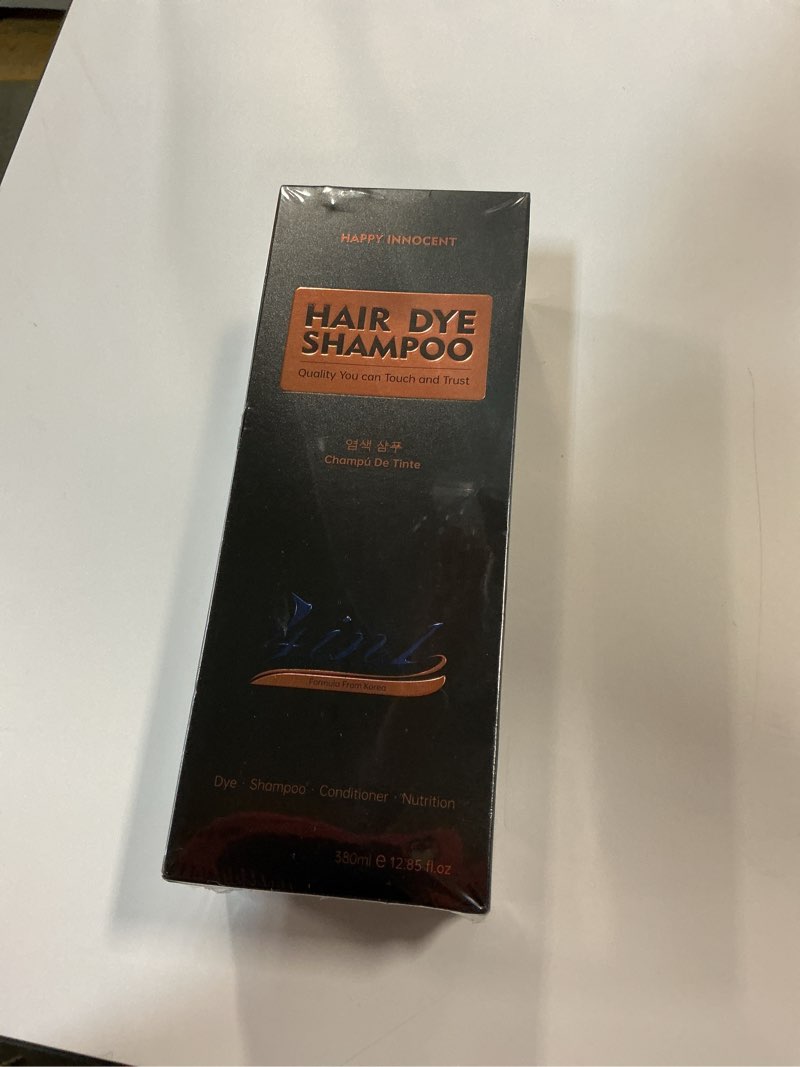 HAPPY INNOCENT
HAIR DYE
SHAMPOO
Quality You can Touch and Trust
염색 샴푸
Champú De Tinte
4in1
Formula From Korea
Dye · Shampoo · Conditioner · Nutrition
380ml e 12.85 fl.oz